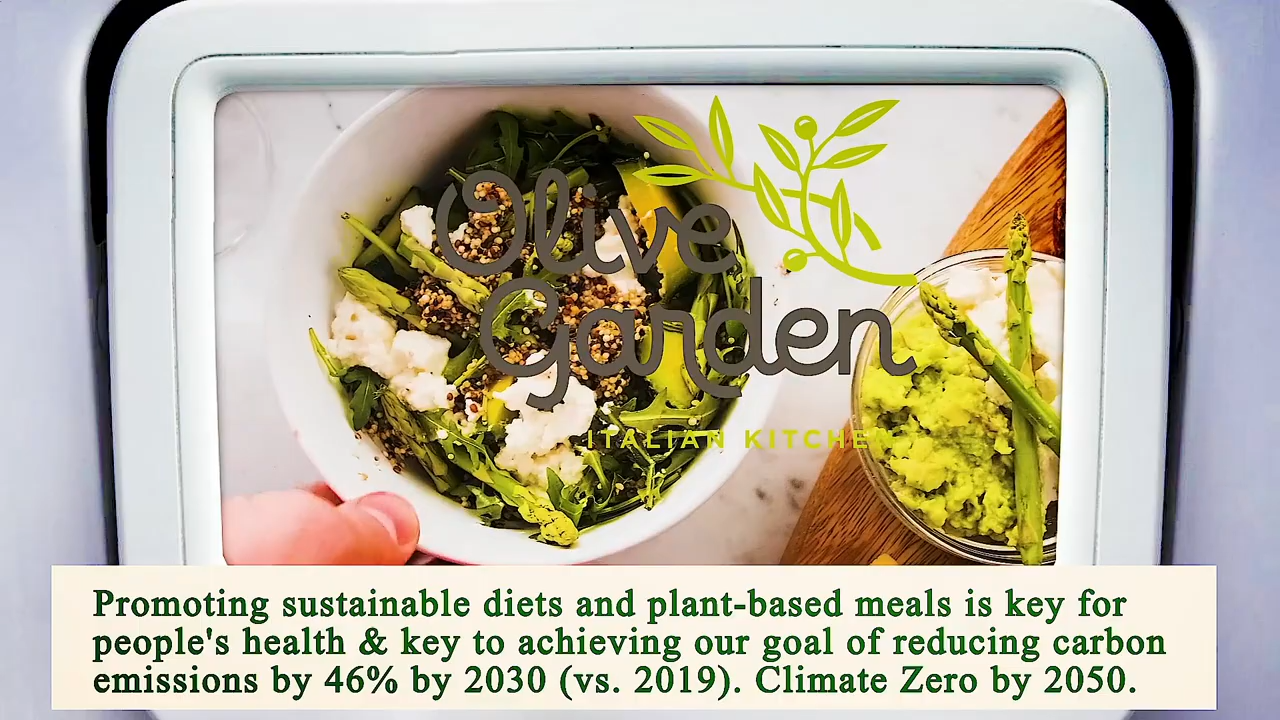 Olive
Garden
ITALIAN KITCHEN
Promoting sustainable diets and plant-based meals is key for
people's health & key to achieving our goal of reducing carbon
emissions by 46% by 2030 (vs. 2019). Climate Zero by 2050.